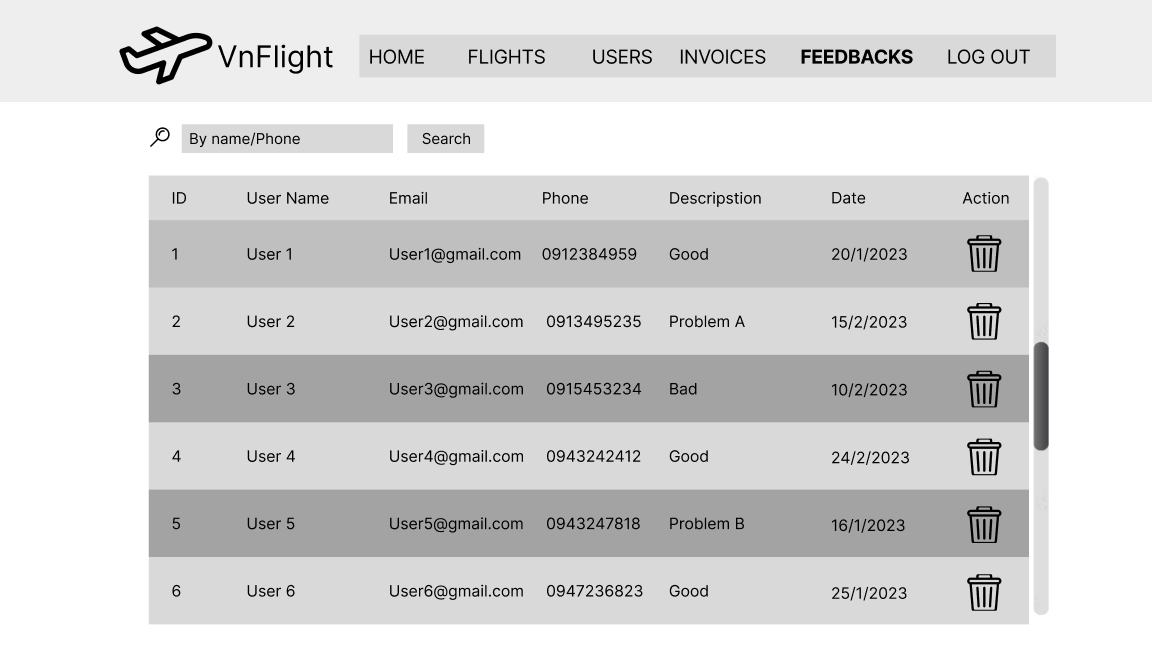 VnFlight HOME FLIGHTS USERS INVOICES FEEDBACKS LOG OUT
By name/Phone Search
ID User Name Email Phone Descripstion Date Action
1 User 1 User1@gmail.com 0912384959 Good 20/1/2023
2 User 2 User2@gmail.com 0913495235 Problem A 15/2/2023
3 User 3 User3@gmail.com 0915453234 Bad 10/2/2023
4 User 4 User4@gmail.com 0943242412 Good 24/2/2023
5 User 5 User5@gmail.com 0943247818 Problem B 16/1/2023
6 User 6 User6@gmail.com 0947236823 Good 25/1/2023